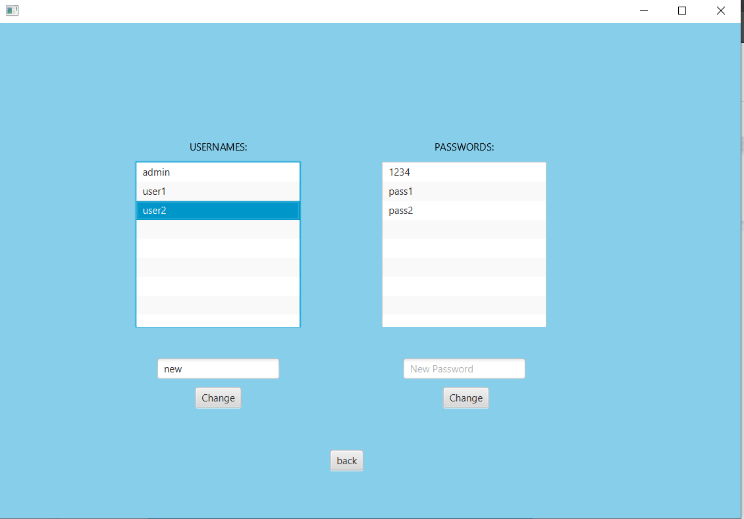 USERNAMES:
admin
user1
user2
new
Change
PASSWORDS:
1234
pass1
pass2
New Password
Change
back